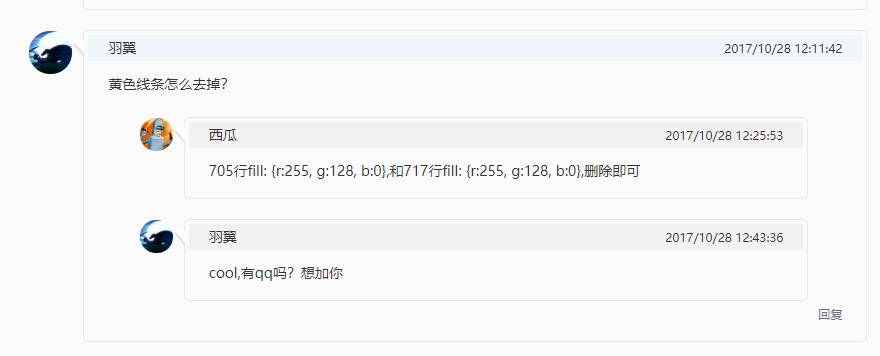 羽翼 2017/10/28 12:11:42
黄色线条怎么去掉？
西瓜 2017/10/28 12:25:53
705行fill: {r:255, g:128, b:0},和717行fill: {r:255, g:128, b:0},删除即可
羽翼 2017/10/28 12:43:36
cool,有qq吗？想加你
回复